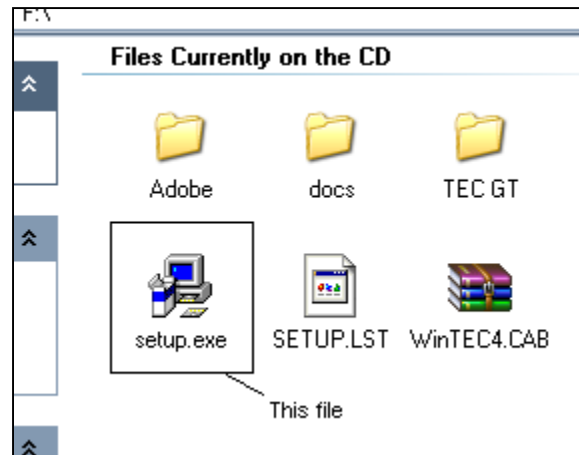 F:\
Files Currently on the CD
Adobe docs TEC GT
setup.exe SETUP.LST WinTEC4.CAB
This file